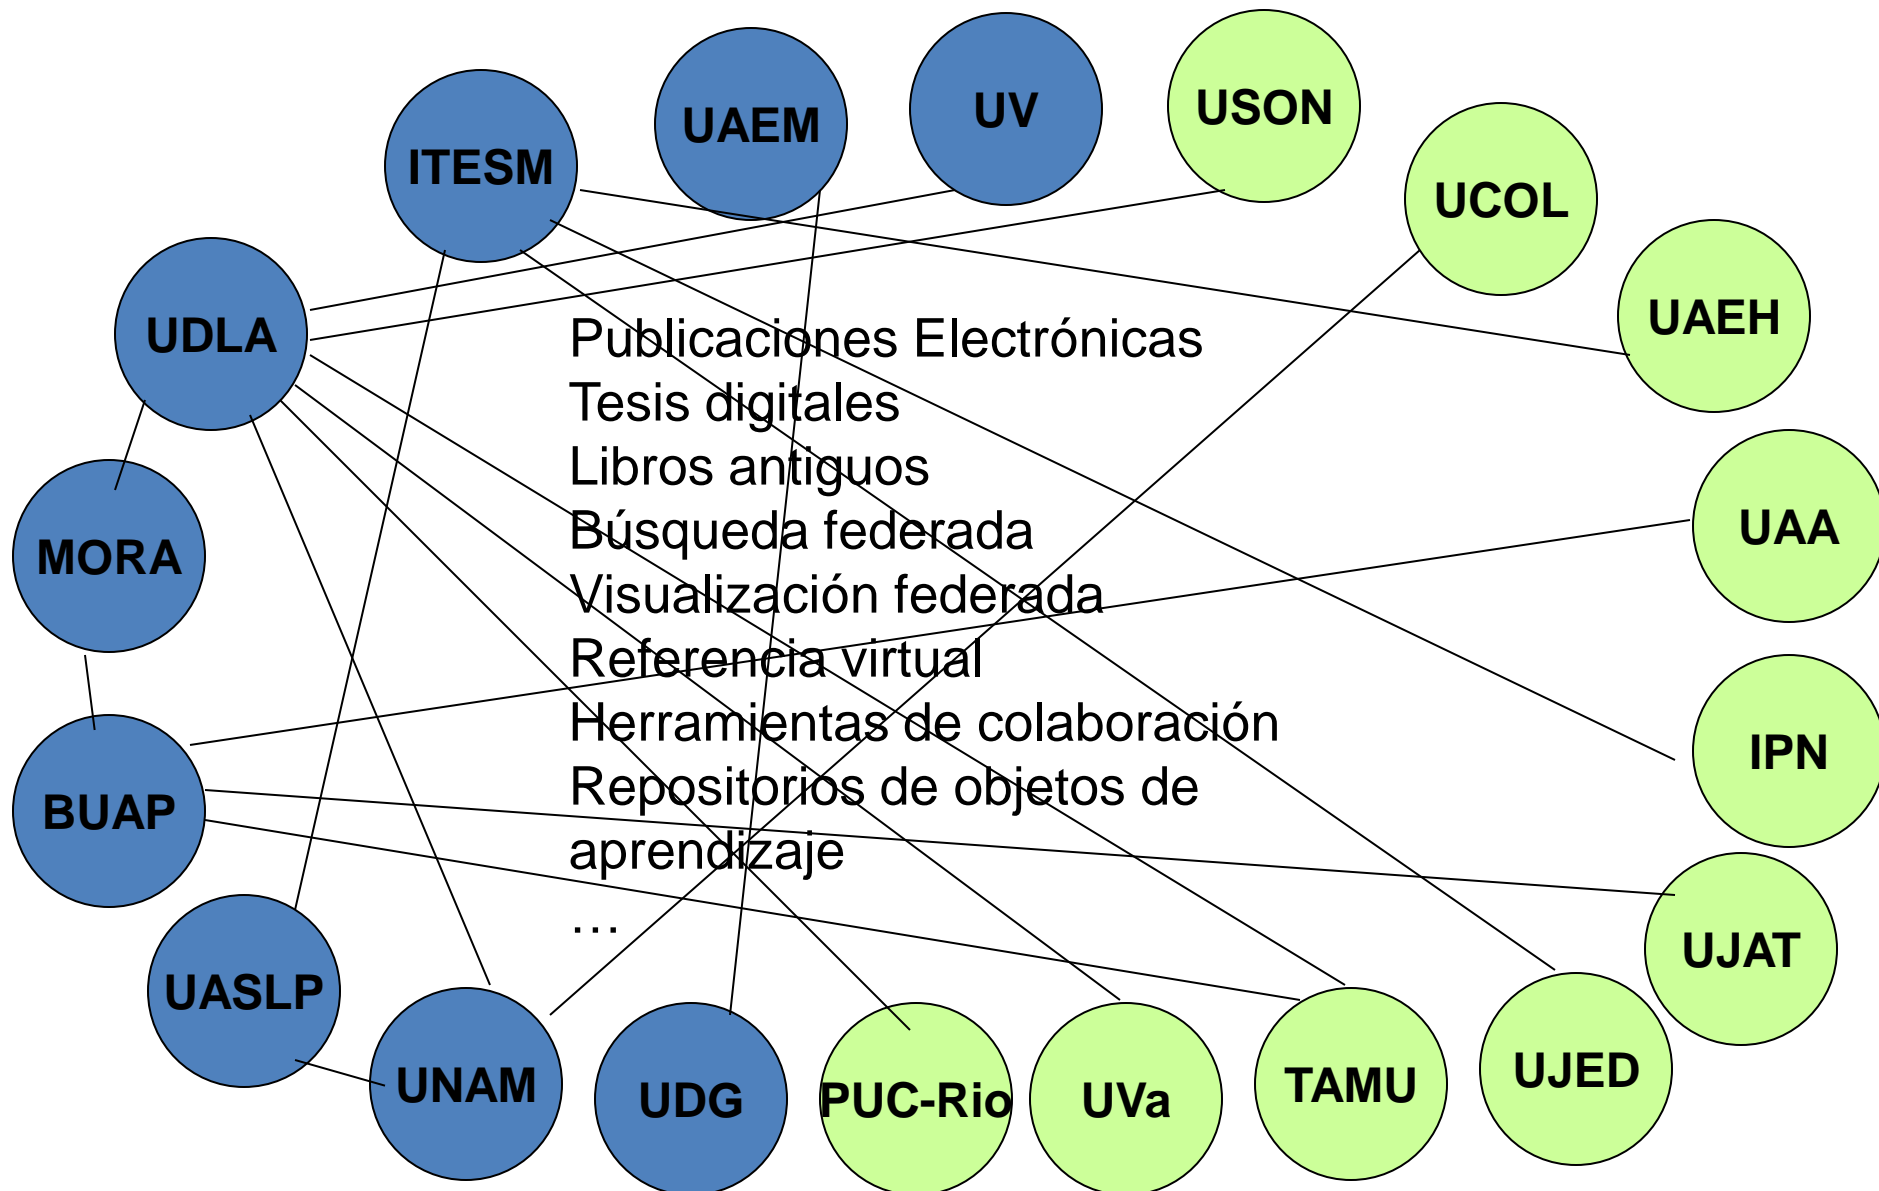 UV
USON
UAEM
ITESM
UCOL
UAEH
UDLA
Publicaciones Electrónicas
Tesis digitales
Libros antiguos
Búsqueda federada
UAA
MORA
Visualización federada
Referencia virtual
Herramientas de colaboración
IPN
Repositorios de objetos de
BUAP
aprendizaje
…
UJAT
UASLP
UNAM
UDG
PUC-Rio
UVa
TAMU
UJED